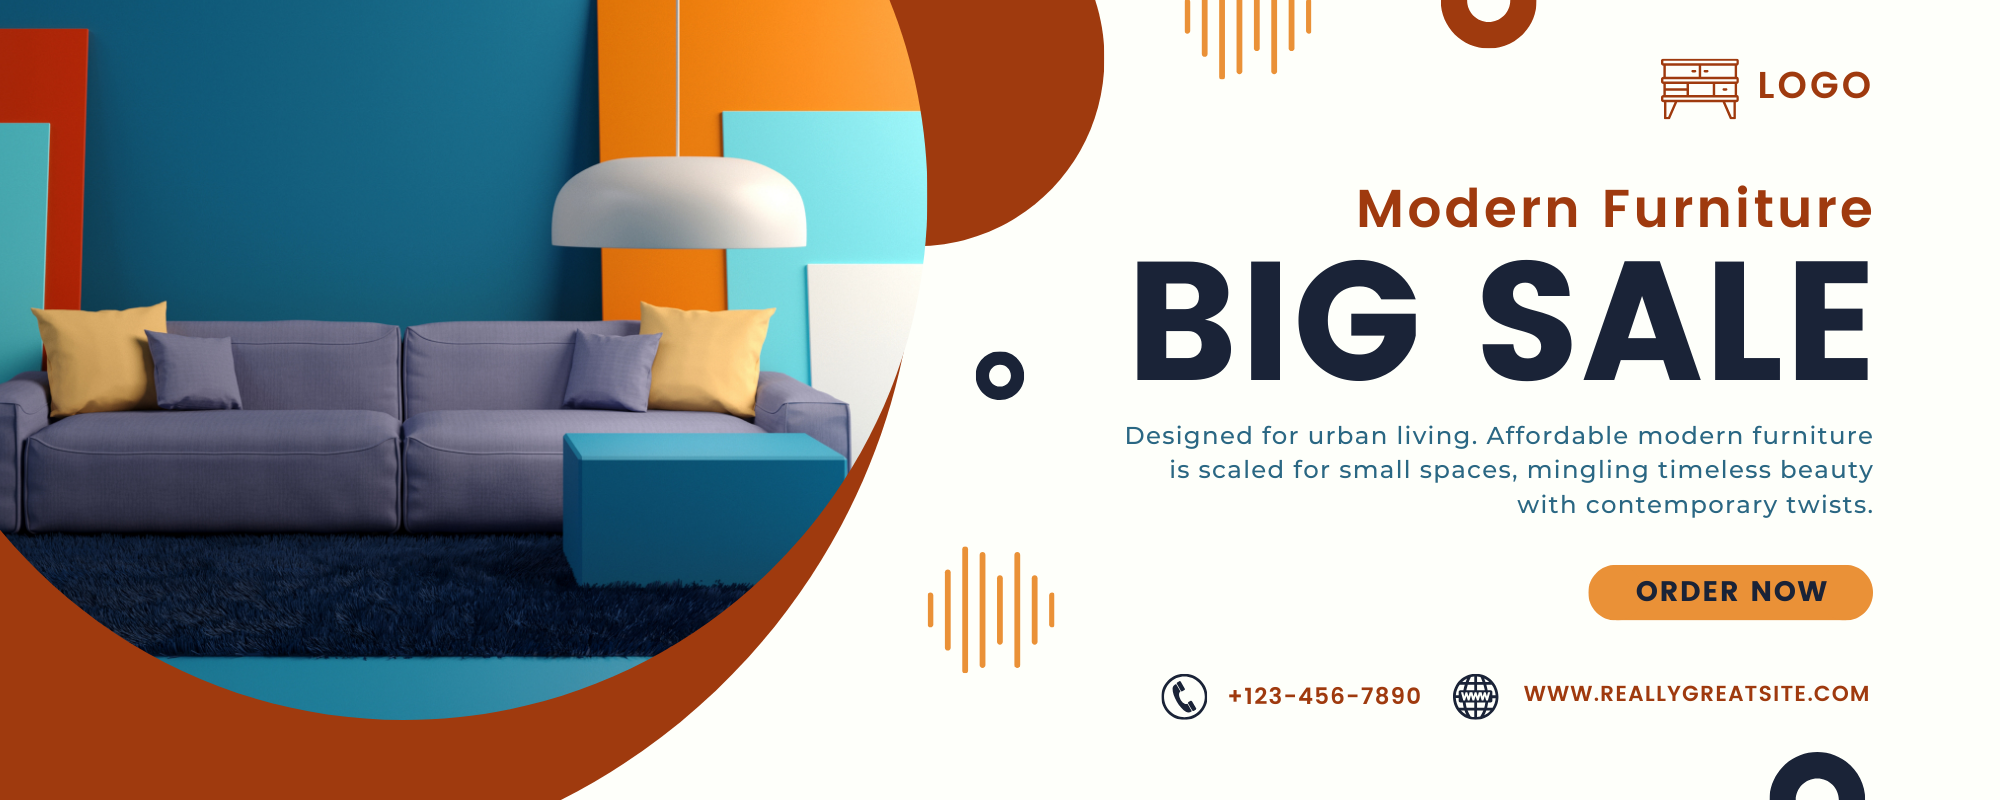 LOGO
Modern Furniture
BIG SALE
Designed for urban living. Affordable modern furniture
is scaled for small spaces, mingling timeless beauty
with contemporary twists.
ORDER NOW
+123-456-7890
WWW
WWW.REALLYGREATSITE.COM